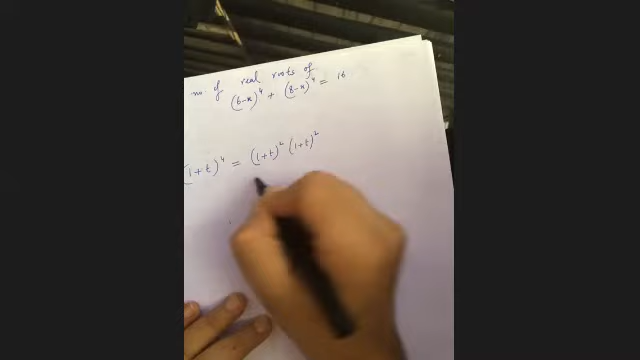 no. of real roots of
(6-x)^4 + (8-x)^4 = 16
(1+t)^4 = (1+t)^2 (1+t)^2